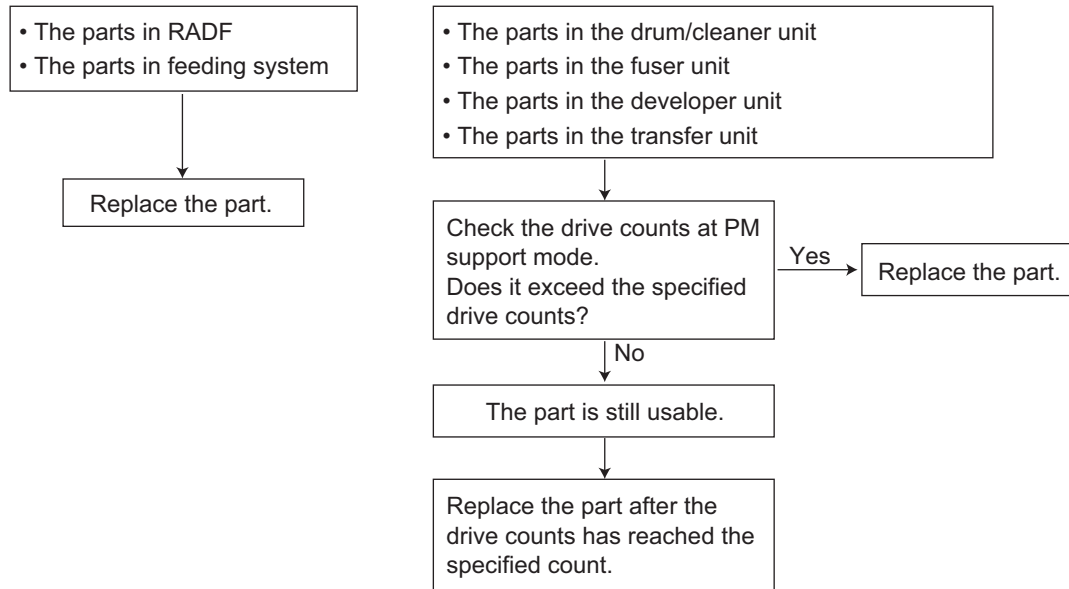 • The parts in RADF
• The parts in feeding system
Replace the part.
• The parts in the drum/cleaner unit
• The parts in the fuser unit
• The parts in the developer unit
• The parts in the transfer unit
Check the drive counts at PM
support mode.
Does it exceed the specified
drive counts?
Yes
Replace the part.
No
The part is still usable.
Replace the part after the
drive counts has reached the
specified count.